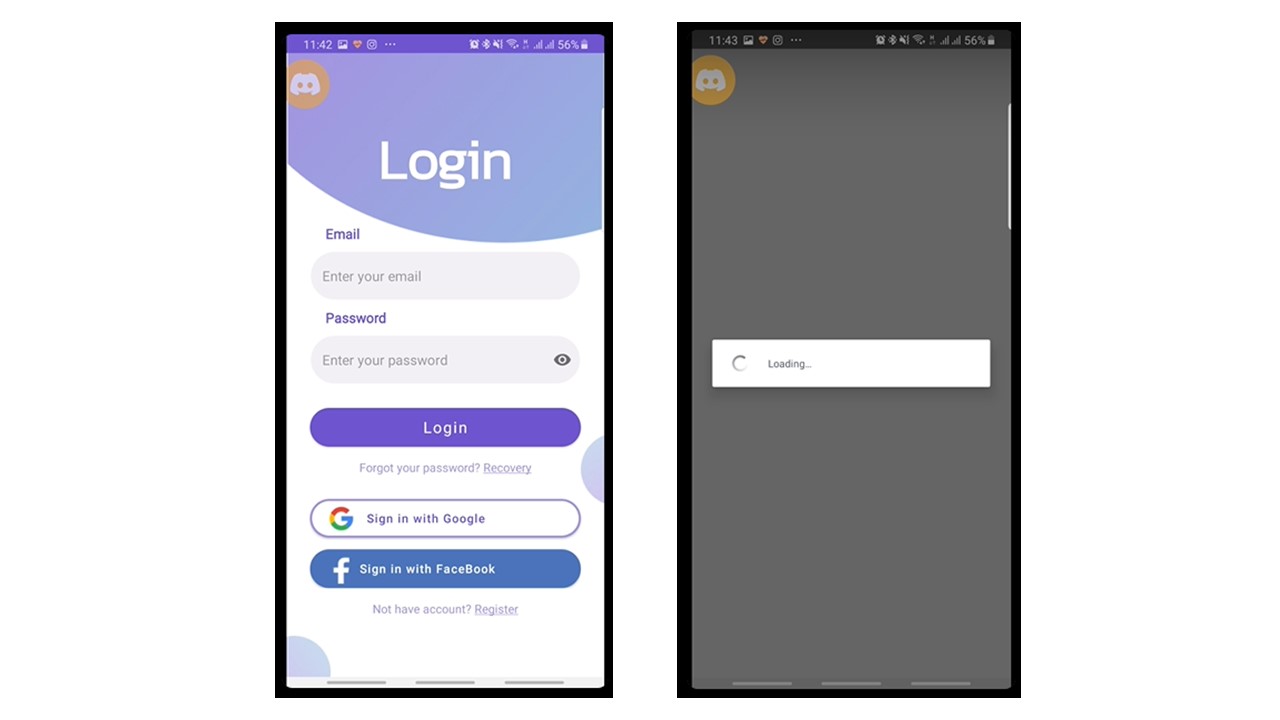 11:42 56%
Login
Email
Enter your email
Password
Enter your password
Login
Forgot your password? Recovery
Sign in with Google
Sign in with FaceBook
Not have account? Register
11:43 56%
Loading...